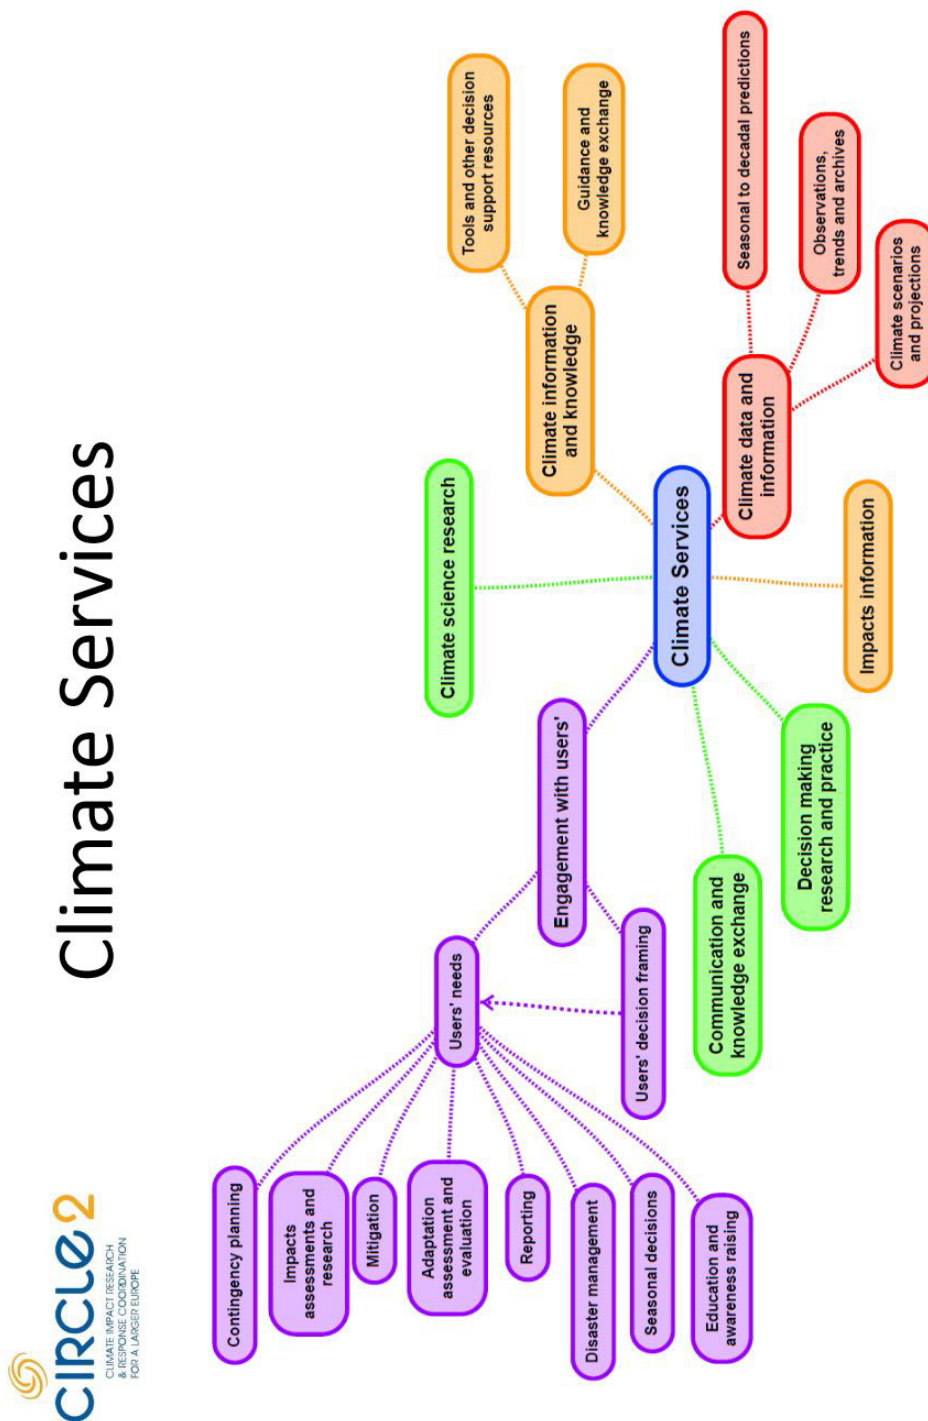 CIRCLE2
CLIMATE IMPACT RESEARCH
& RESPONSE COORDINATION
FOR A LARGER EUROPE
Climate Services
Contingency planning
Impacts
assessments and
research
Mitigation
Adaptation
assessment and
evaluation
Reporting
Disaster management
Seasonal decisions
Education and
awareness raising
Users' needs
Users' decision framing
Engagement with users'
Communication and
knowledge exchange
Decision making
research and practice
Climate science research
Climate Services
Impacts information
Climate information
and knowledge
Tools and other decision
support resources
Guidance and
knowledge exchange
Climate data and
information
Seasonal to decadal predictions
Observations,
trends and archives
Climate scenarios
and projections